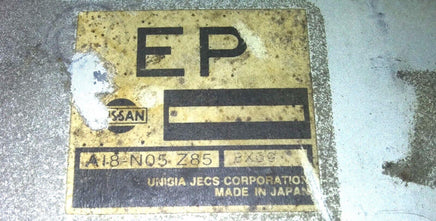 EP
NISSAN
A18-N05 Z85
UNISIA JECS CORPORATION
MADE IN JAPAN